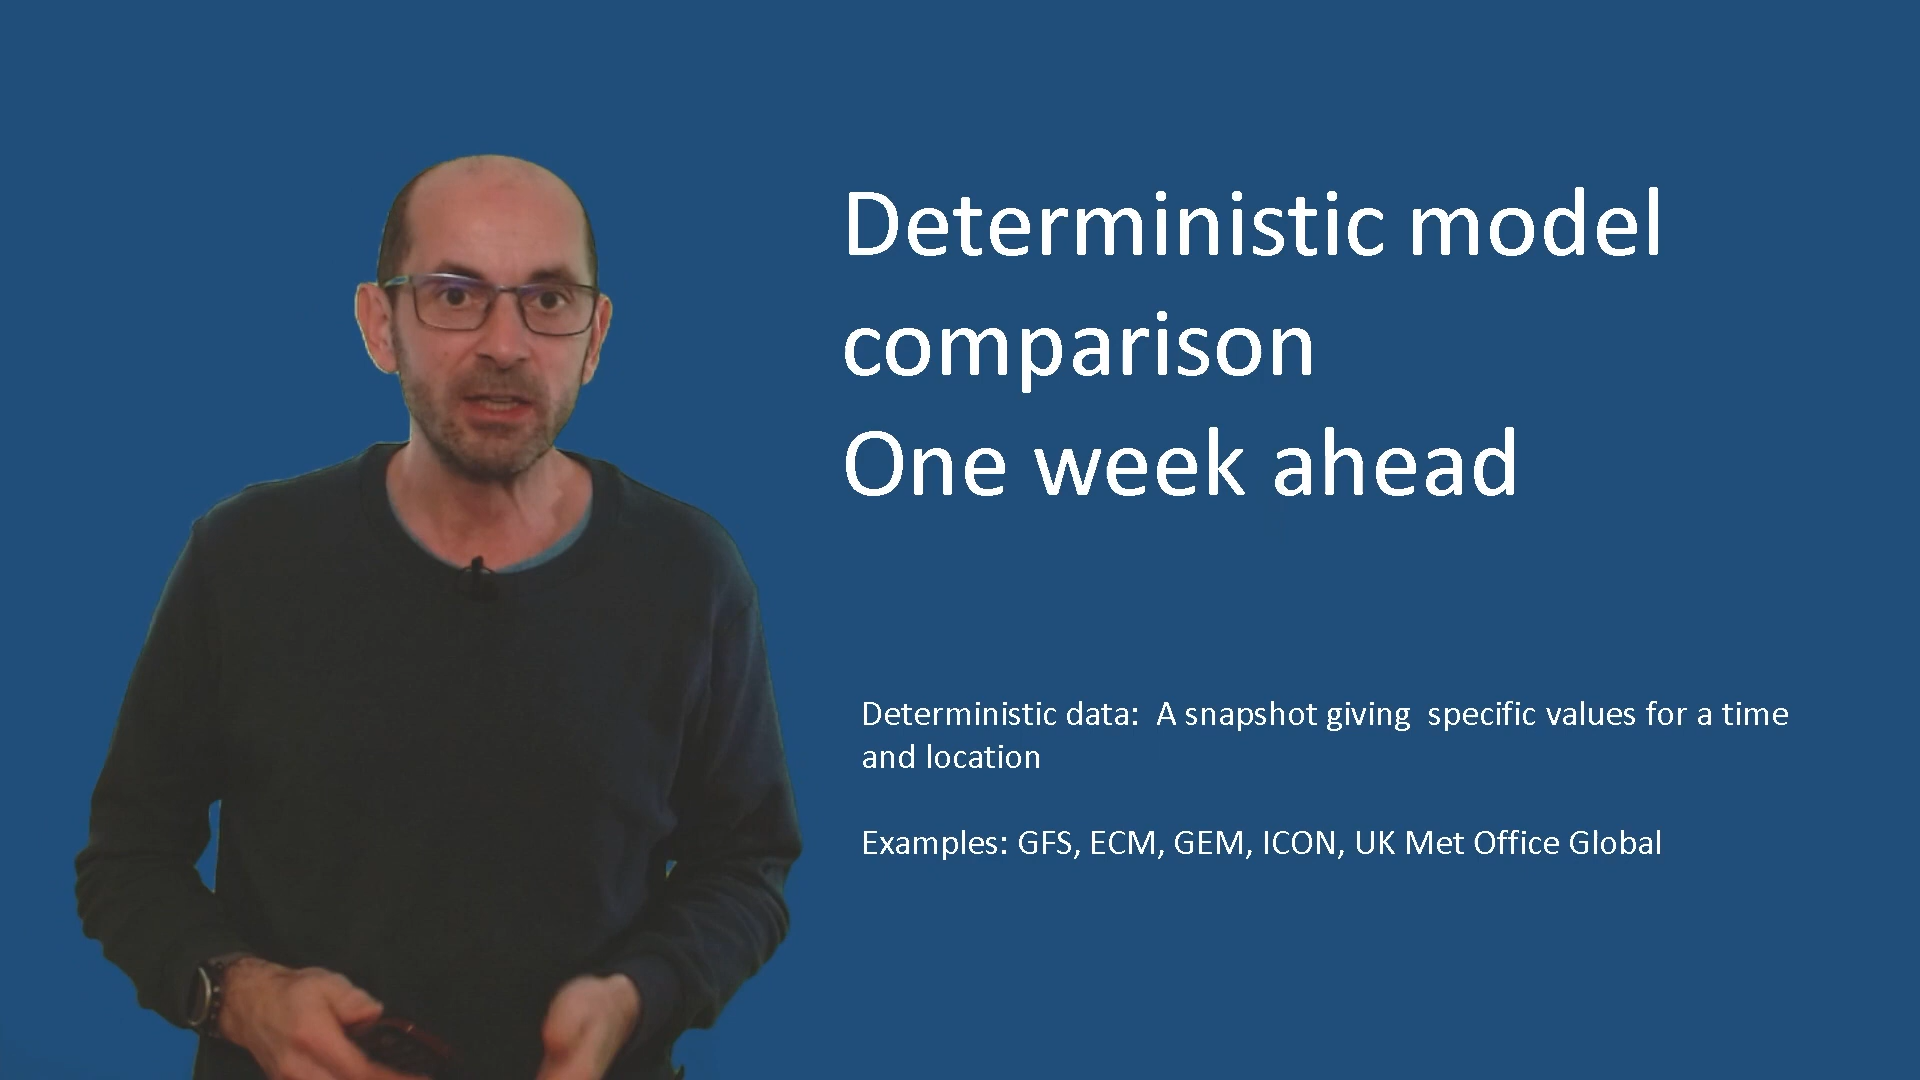 Deterministic model
comparison
One week ahead
Deterministic data:  A snapshot giving  specific values for a time
and location
Examples: GFS, ECM, GEM, ICON, UK Met Office Global